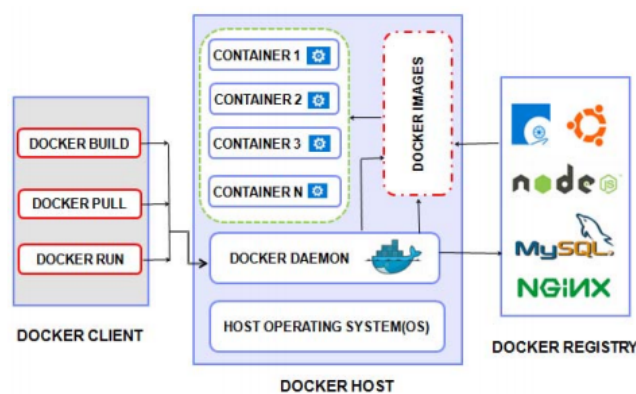 DOCKER BUILD
DOCKER PULL
DOCKER RUN
DOCKER CLIENT
CONTAINER 1
CONTAINER 2
CONTAINER 3
CONTAINER N
DOCKER IMAGES
DOCKER DAEMON
HOST OPERATING SYSTEM(OS)
DOCKER HOST
node
JS
MySQL
NGINX
DOCKER REGISTRY